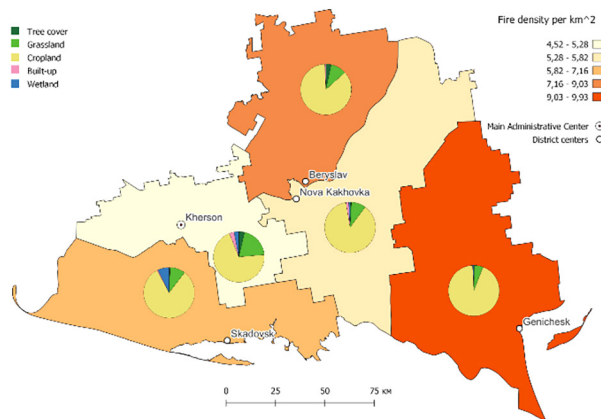 Tree cover
Grassland
Cropland
Built-up
Wetland
Fire density per km^2
4,52 - 5,28
5,28 - 5,82
5,82 - 7,16
7,16 - 9,03
9,03 - 9,93
Main Administrative Center
District centers
Beryslav
Nova Kakhovka
Kherson
Skadovsk
Genichesk
0 25 50 75 км